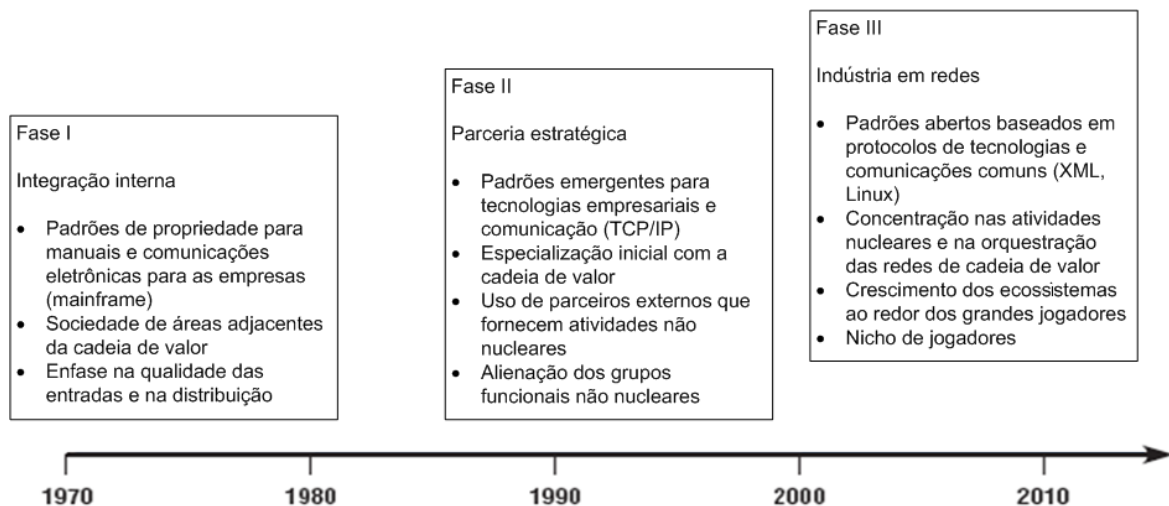 Fase I
Integração interna
• Padrões de propriedade para
manuais e comunicações
eletrônicas para as empresas
(mainframe)
• Sociedade de áreas adjacentes
da cadeia de valor
• Enfase na qualidade das
entradas e na distribuição
Fase II
Parceria estratégica
• Padrões emergentes para
tecnologias empresariais e
comunicação (TCP/IP)
• Especialização inicial com a
cadeia de valor
• Uso de parceiros externos que
fornecem atividades não
nucleares
• Alienação dos grupos
funcionais não nucleares
Fase III
Indústria em redes
• Padrões abertos baseados em
protocolos de tecnologias e
comunicações comuns (XML,
Linux)
• Concentração nas atividades
nucleares e na orquestração
das redes de cadeia de valor
• Crescimento dos ecossistemas
ao redor dos grandes jogadores
• Nicho de jogadores
1970 1980 1990 2000 2010